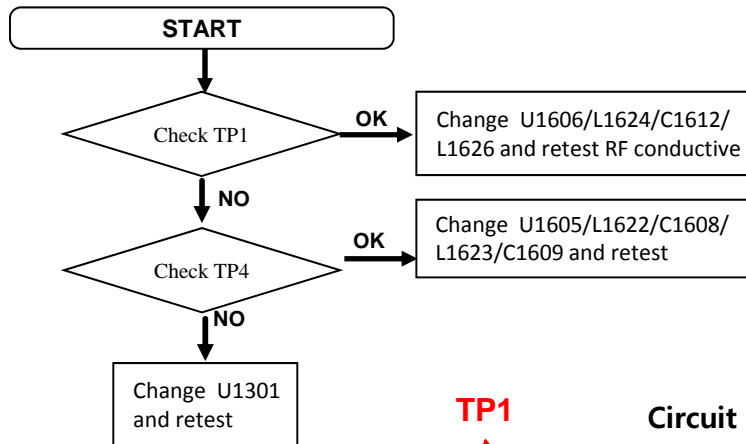 START
Check TP1
OK
Change U1606/L1624/C1612/
L1626 and retest RF conductive
NO
Check TP4
OK
Change U1605/L1622/C1608/
L1623/C1609 and retest
NO
Change U1301
and retest
TP1
Circuit